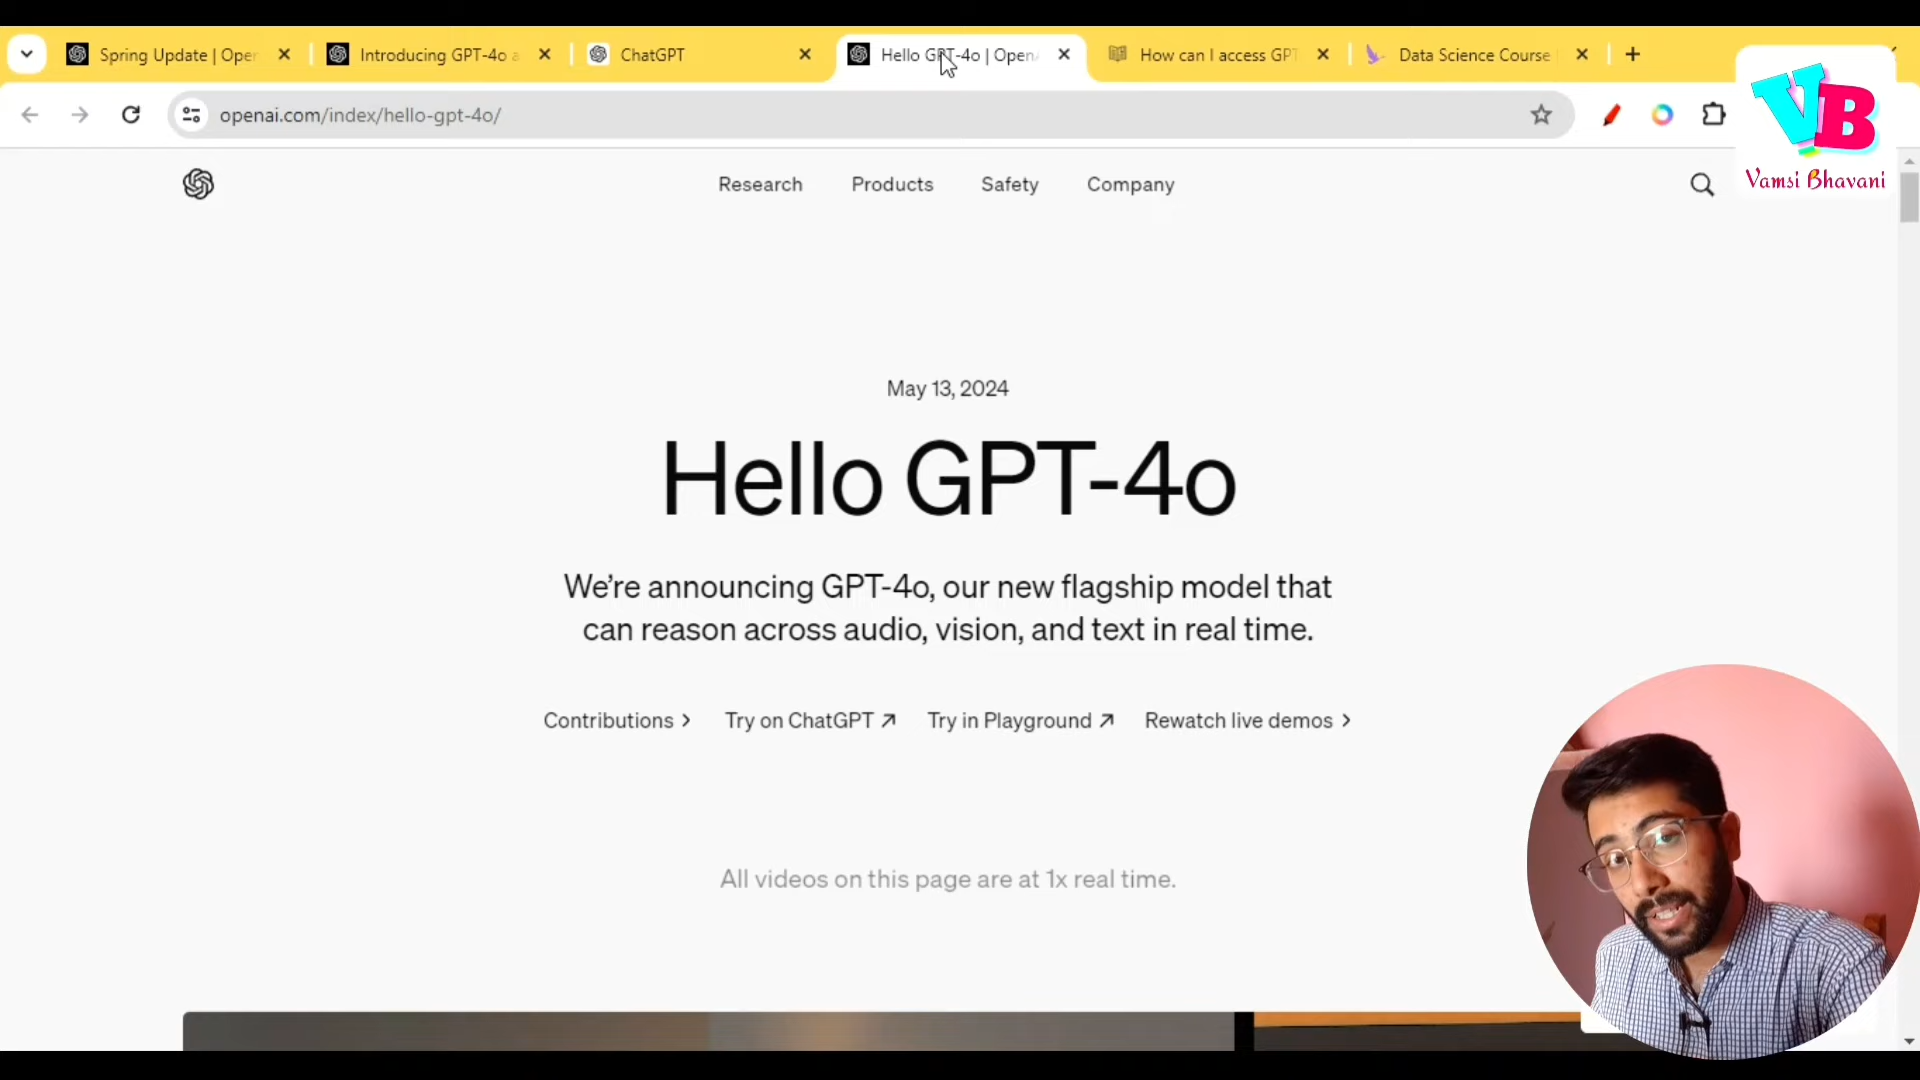 Spring Update | Ope
Introducing GPT-4o a
ChatGPT
Hello GPT-4o | Open
How can I access GPT
Data Science Course
openai.com/index/hello-gpt-4o/
VB
Vamsi Bhavani
Research
Products
Safety
Company
May 13, 2024
Hello GPT-4o
We’re announcing GPT-4o, our new flagship model that
can reason across audio, vision, and text in real time.
Contributions
Try on ChatGPT
Try in Playground
Rewatch live demos
All videos on this page are at 1x real time.